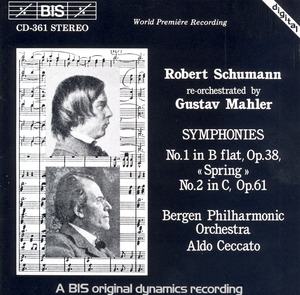 BIS
CD-361 STEREO
World Première Recording
digital
Robert Schumann
re-orchestrated by
Gustav Mahler
SYMPHONIES
No.1 in B flat, Op.38,
«Spring»
No.2 in C, Op.61
Bergen Philharmonic
Orchestra
Aldo Ceccato
A BIS original dynamics recording